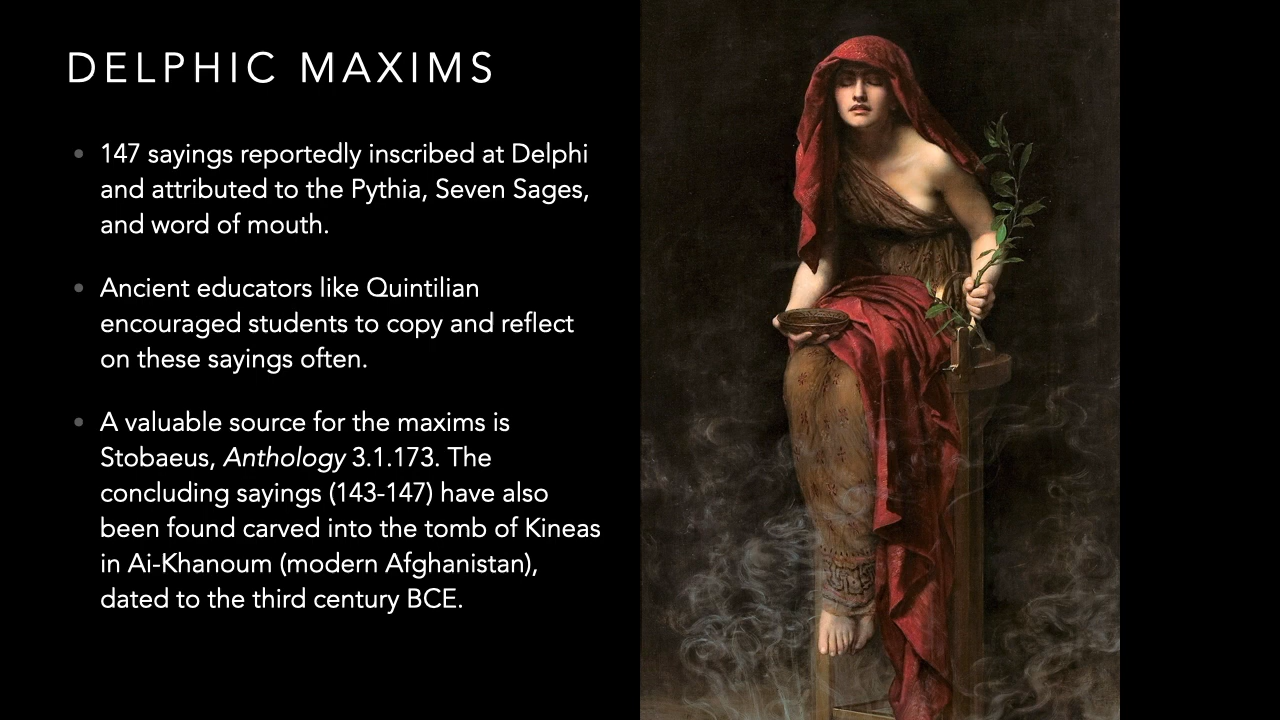 DELPHIC MAXIMS
• 147 sayings reportedly inscribed at Delphi
and attributed to the Pythia, Seven Sages,
and word of mouth.
• Ancient educators like Quintilian
encouraged students to copy and reflect
on these sayings often.
• A valuable source for the maxims is
Stobaeus, Anthology 3.1.173. The
concluding sayings (143-147) have also
been found carved into the tomb of Kineas
in Ai-Khanoum (modern Afghanistan),
dated to the third century BCE.